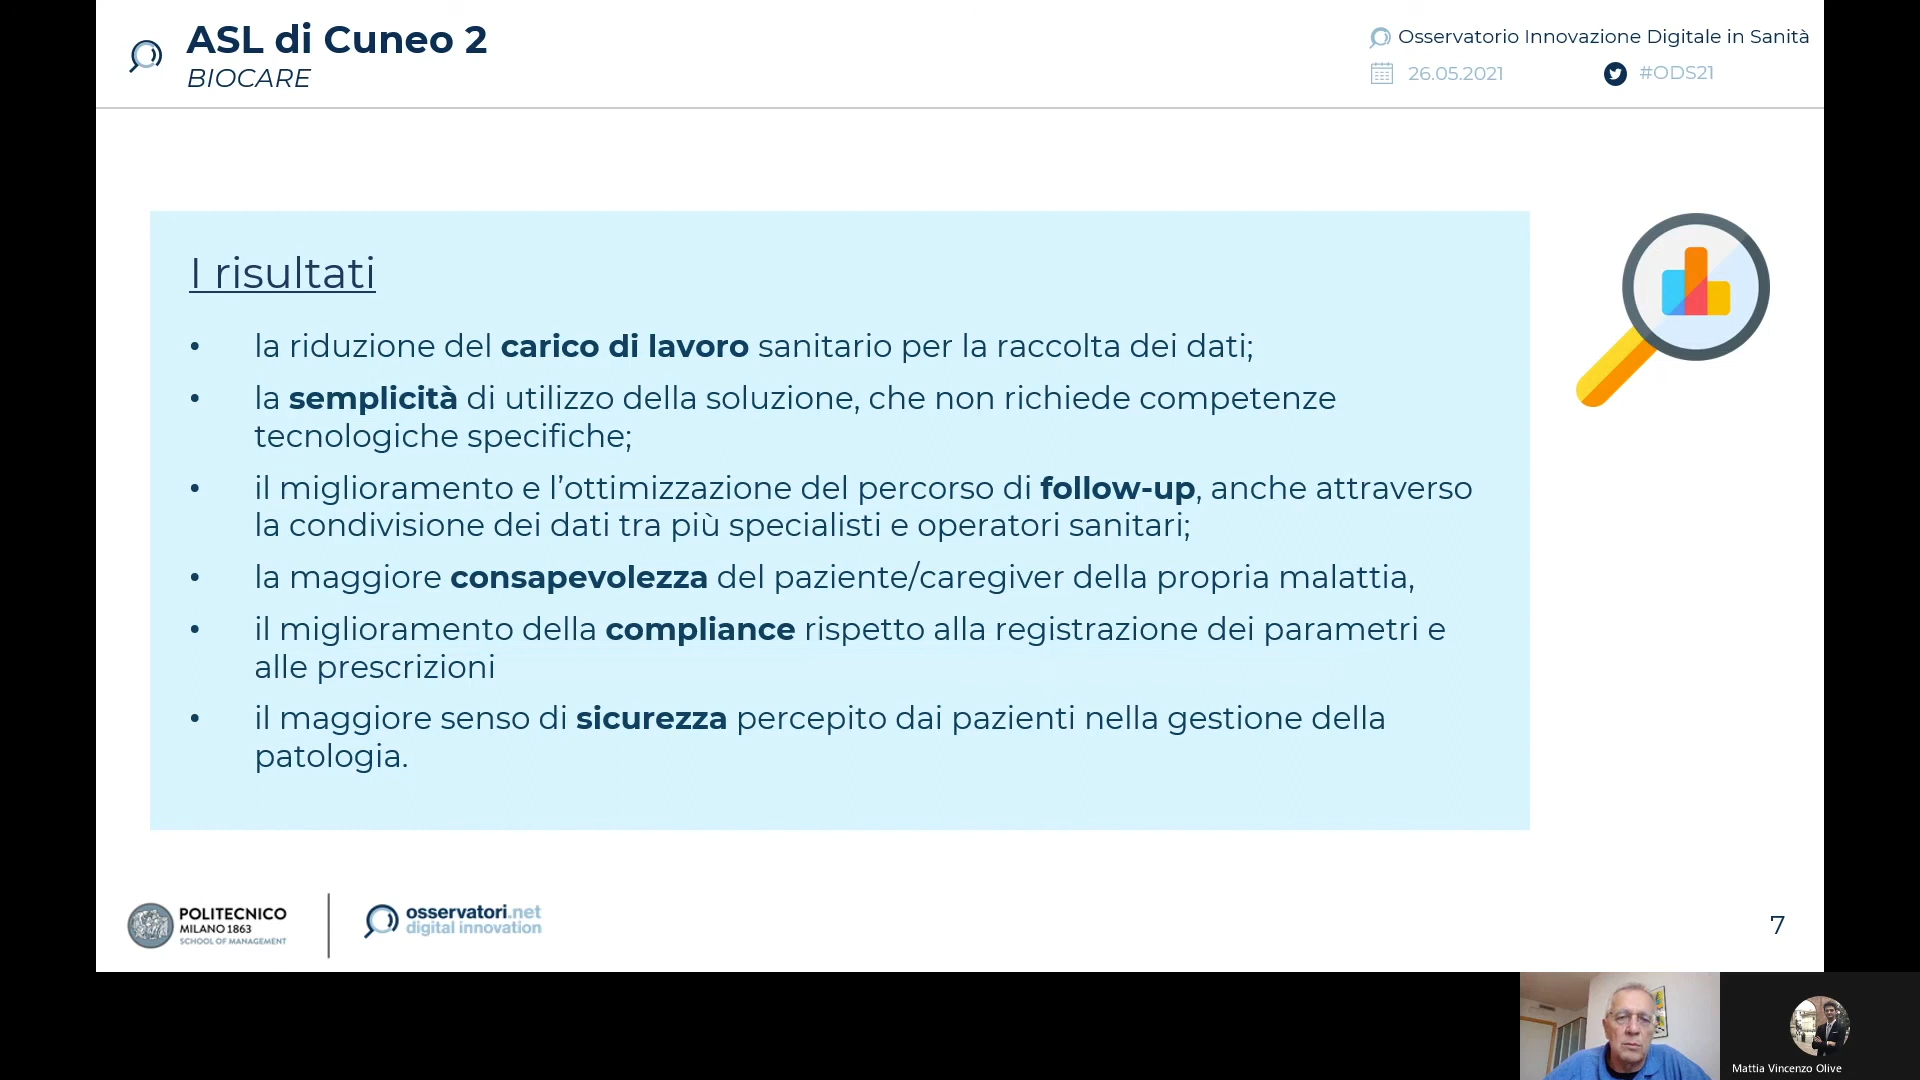 ASL di Cuneo 2
BIOCARE
Osservatorio Innovazione Digitale in Sanità
26.05.2021
#ODS21
I risultati
• la riduzione del carico di lavoro sanitario per la raccolta dei dati;
• la semplicità di utilizzo della soluzione, che non richiede competenze
tecnologiche specifiche;
• il miglioramento e l’ottimizzazione del percorso di follow-up, anche attraverso
la condivisione dei dati tra più specialisti e operatori sanitari;
• la maggiore consapevolezza del paziente/caregiver della propria malattia,
• il miglioramento della compliance rispetto alla registrazione dei parametri e
alle prescrizioni
• il maggiore senso di sicurezza percepito dai pazienti nella gestione della
patologia.
POLITECNICO
MILANO 1863
SCHOOL OF MANAGEMENT
osservatori.net
digital innovation
7
Mattia Vincenzo Olive